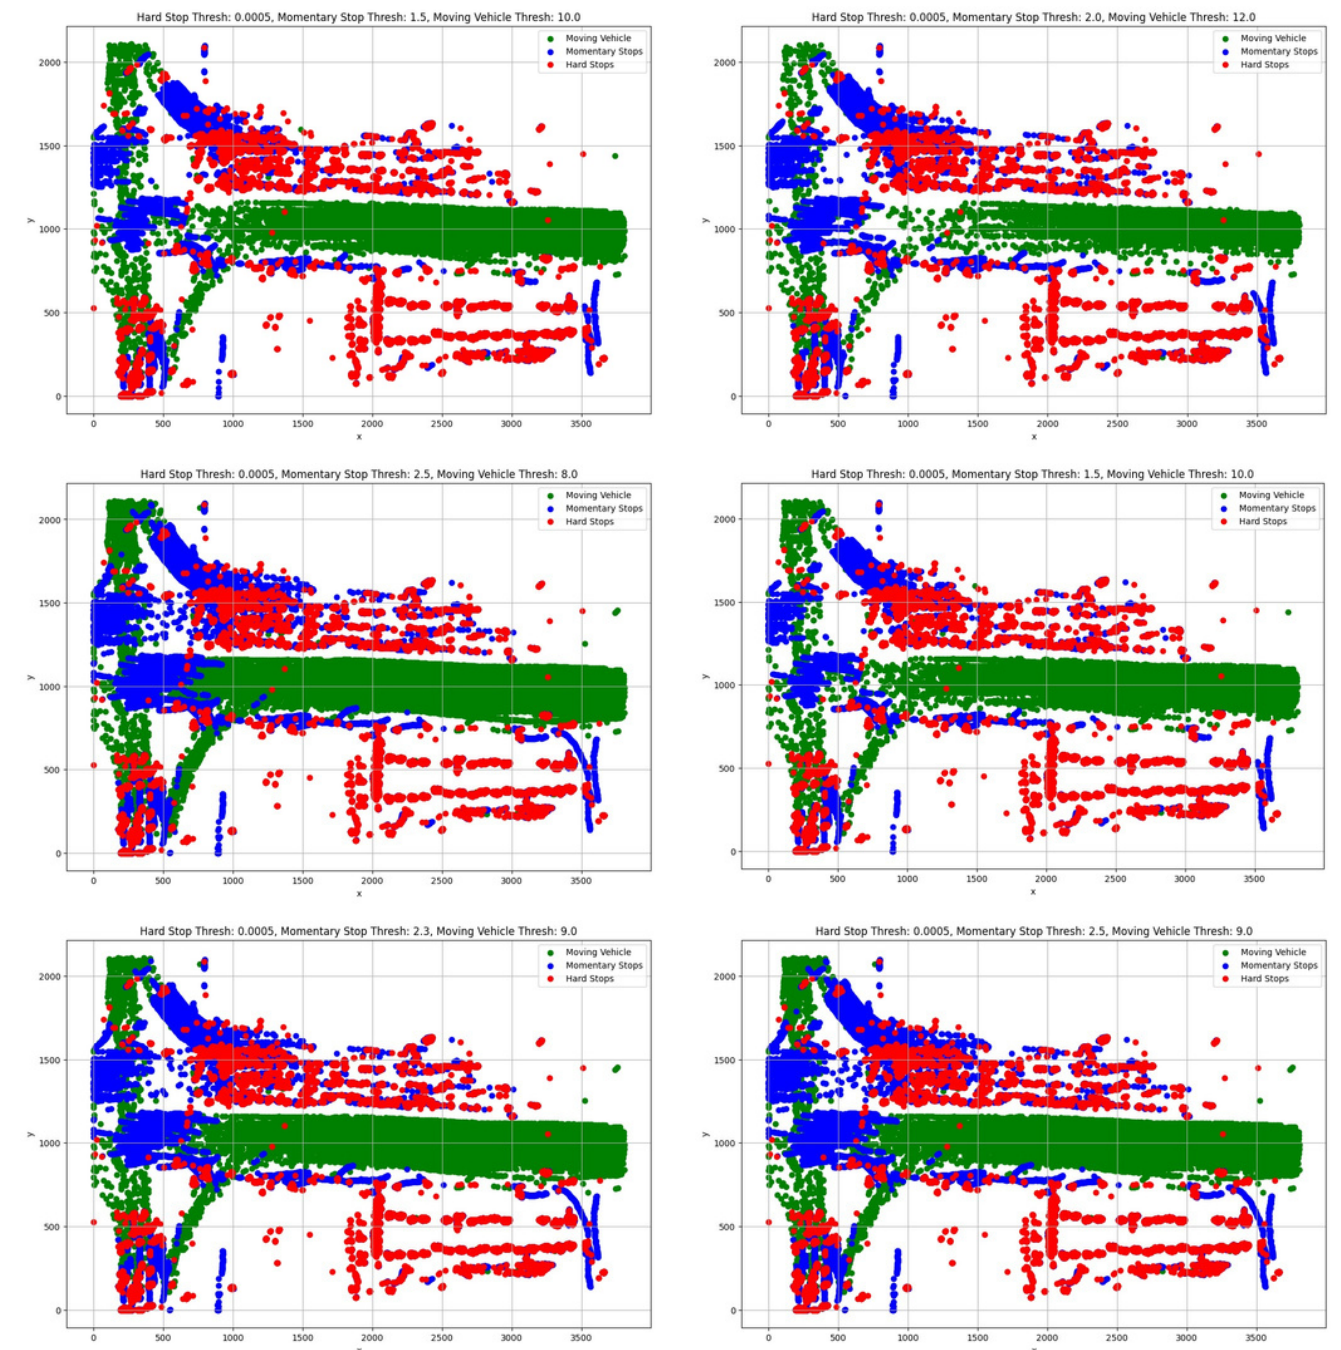 Hard Stop Thresh: 0.0005, Momentary Stop Thresh: 1.5, Moving Vehicle Thresh: 10.0
Moving Vehicle
Momentary Stops
Hard Stops
2000
1500
1000
500
0
y
0 500 1000 1500 2000 2500 3000 3500
x
Hard Stop Thresh: 0.0005, Momentary Stop Thresh: 2.0, Moving Vehicle Thresh: 12.0
Moving Vehicle
Momentary Stops
Hard Stops
2000
1500
1000
500
0
y
0 500 1000 1500 2000 2500 3000 3500
x
Hard Stop Thresh: 0.0005, Momentary Stop Thresh: 2.5, Moving Vehicle Thresh: 8.0
Moving Vehicle
Momentary Stops
Hard Stops
2000
1500
1000
500
0
y
0 500 1000 1500 2000 2500 3000 3500
x
Hard Stop Thresh: 0.0005, Momentary Stop Thresh: 1.5, Moving Vehicle Thresh: 10.0
Moving Vehicle
Momentary Stops
Hard Stops
2000
1500
1000
500
0
y
0 500 1000 1500 2000 2500 3000 3500
x
Hard Stop Thresh: 0.0005, Momentary Stop Thresh: 2.3, Moving Vehicle Thresh: 9.0
Moving Vehicle
Momentary Stops
Hard Stops
2000
1500
1000
500
0
y
0 500 1000 1500 2000 2500 3000 3500
Hard Stop Thresh: 0.0005, Momentary Stop Thresh: 2.5, Moving Vehicle Thresh: 9.0
Moving Vehicle
Momentary Stops
Hard Stops
2000
1500
1000
500
0
y
0 500 1000 1500 2000 2500 3000 3500